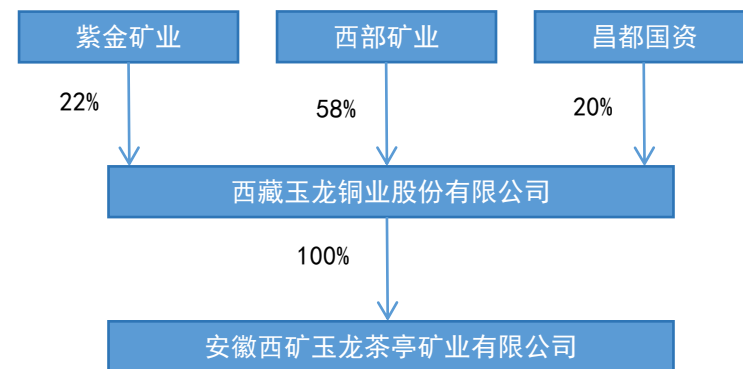 紫金矿业
西部矿业
昌都国资
22%
58%
20%
西藏玉龙铜业股份有限公司
100%
安徽西矿玉龙茶亭矿业有限公司